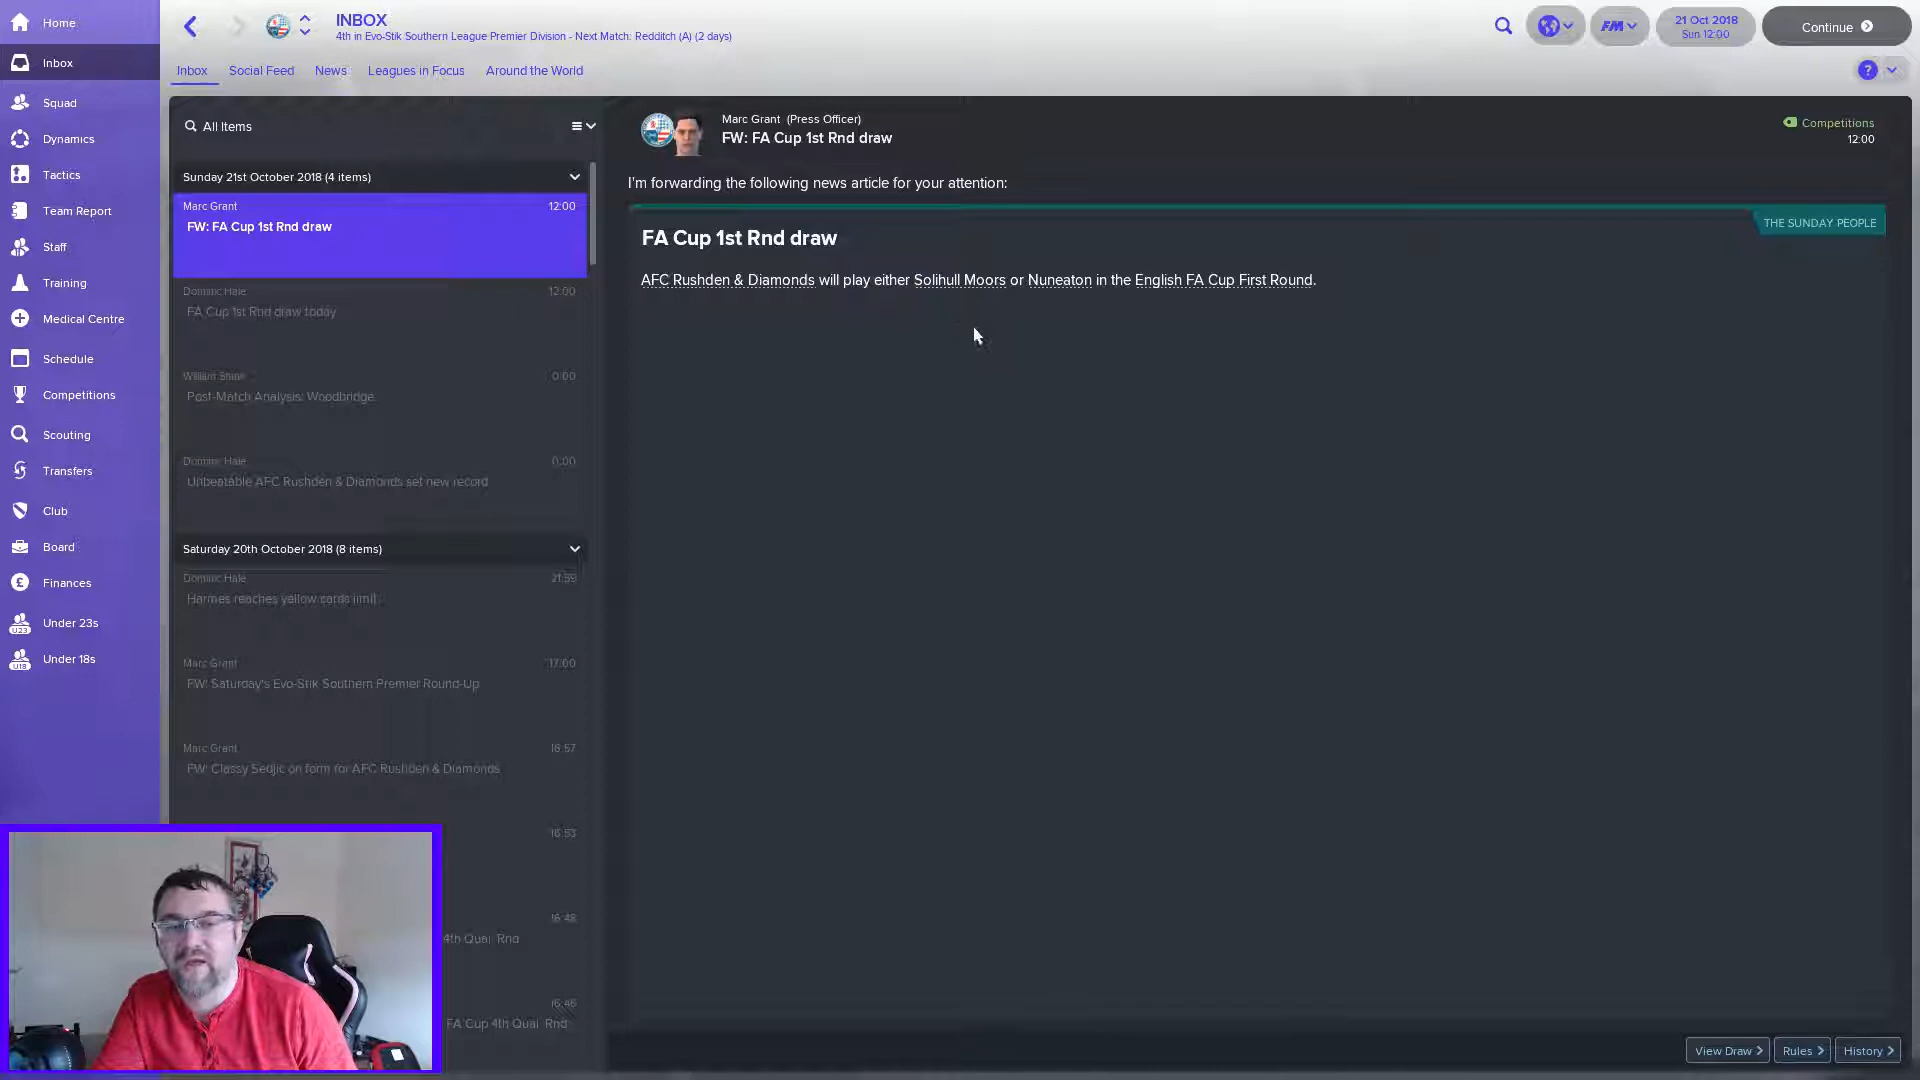 Home
Inbox
Squad
Dynamics
Tactics
Team Report
Staff
Training
Medical Centre
Schedule
Competitions
Scouting
Transfers
Club
Board
Finances
Under 23s
Under 18s
INBOX
4th in Evo-Stik Southern League Premier Division - Next Match: Redditch (A) (2 days)
FM
21 Oct 2018
Sun 12:00
Continue
Inbox
Social Feed
News
Leagues in Focus
Around the World
?
All Items
Sunday 21st October 2018 (4 items)
Marc Grant 12:00
FW: FA Cup 1st Rnd draw
Dominic Hale 12:00
FA Cup 1st Rnd draw today
William Shaw 0:00
Post-Match Analysis: Woodbridge
Dominic Hale 0:00
Unbeatable AFC Rushden & Diamonds set new record
Saturday 20th October 2018 (8 items)
Dominic Hale 21:59
Harmes reaches yellow cards limit
Marc Grant 17:00
FW: Saturday's Evo-Stik Southern Premier Round-Up
Marc Grant 16:57
FW: Classy Sedjic on form for AFC Rushden & Diamonds
16:53
16:48
4th Qual Rnd
16:46
FA Cup 4th Qual Rnd
Marc Grant (Press Officer)
FW: FA Cup 1st Rnd draw
Competitions
12:00
I'm forwarding the following news article for your attention:
THE SUNDAY PEOPLE
FA Cup 1st Rnd draw
AFC Rushden & Diamonds will play either Solihull Moors or Nuneaton in the English FA Cup First Round.
View Draw
Rules
History